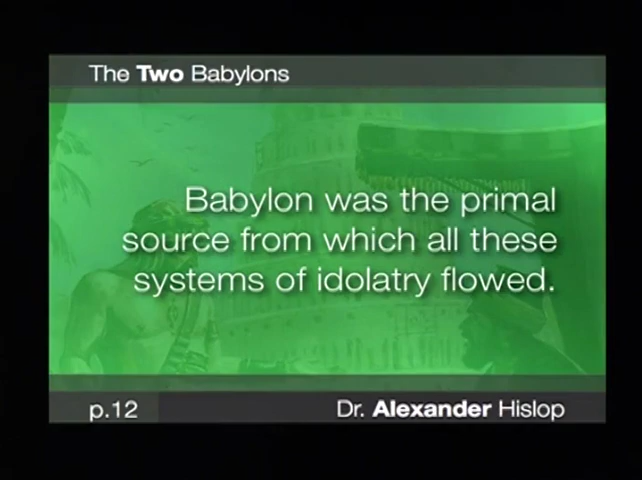 The Two Babylons
Babylon was the primal
source from which all these
systems of idolatry flowed.
p.12
Dr. Alexander Hislop